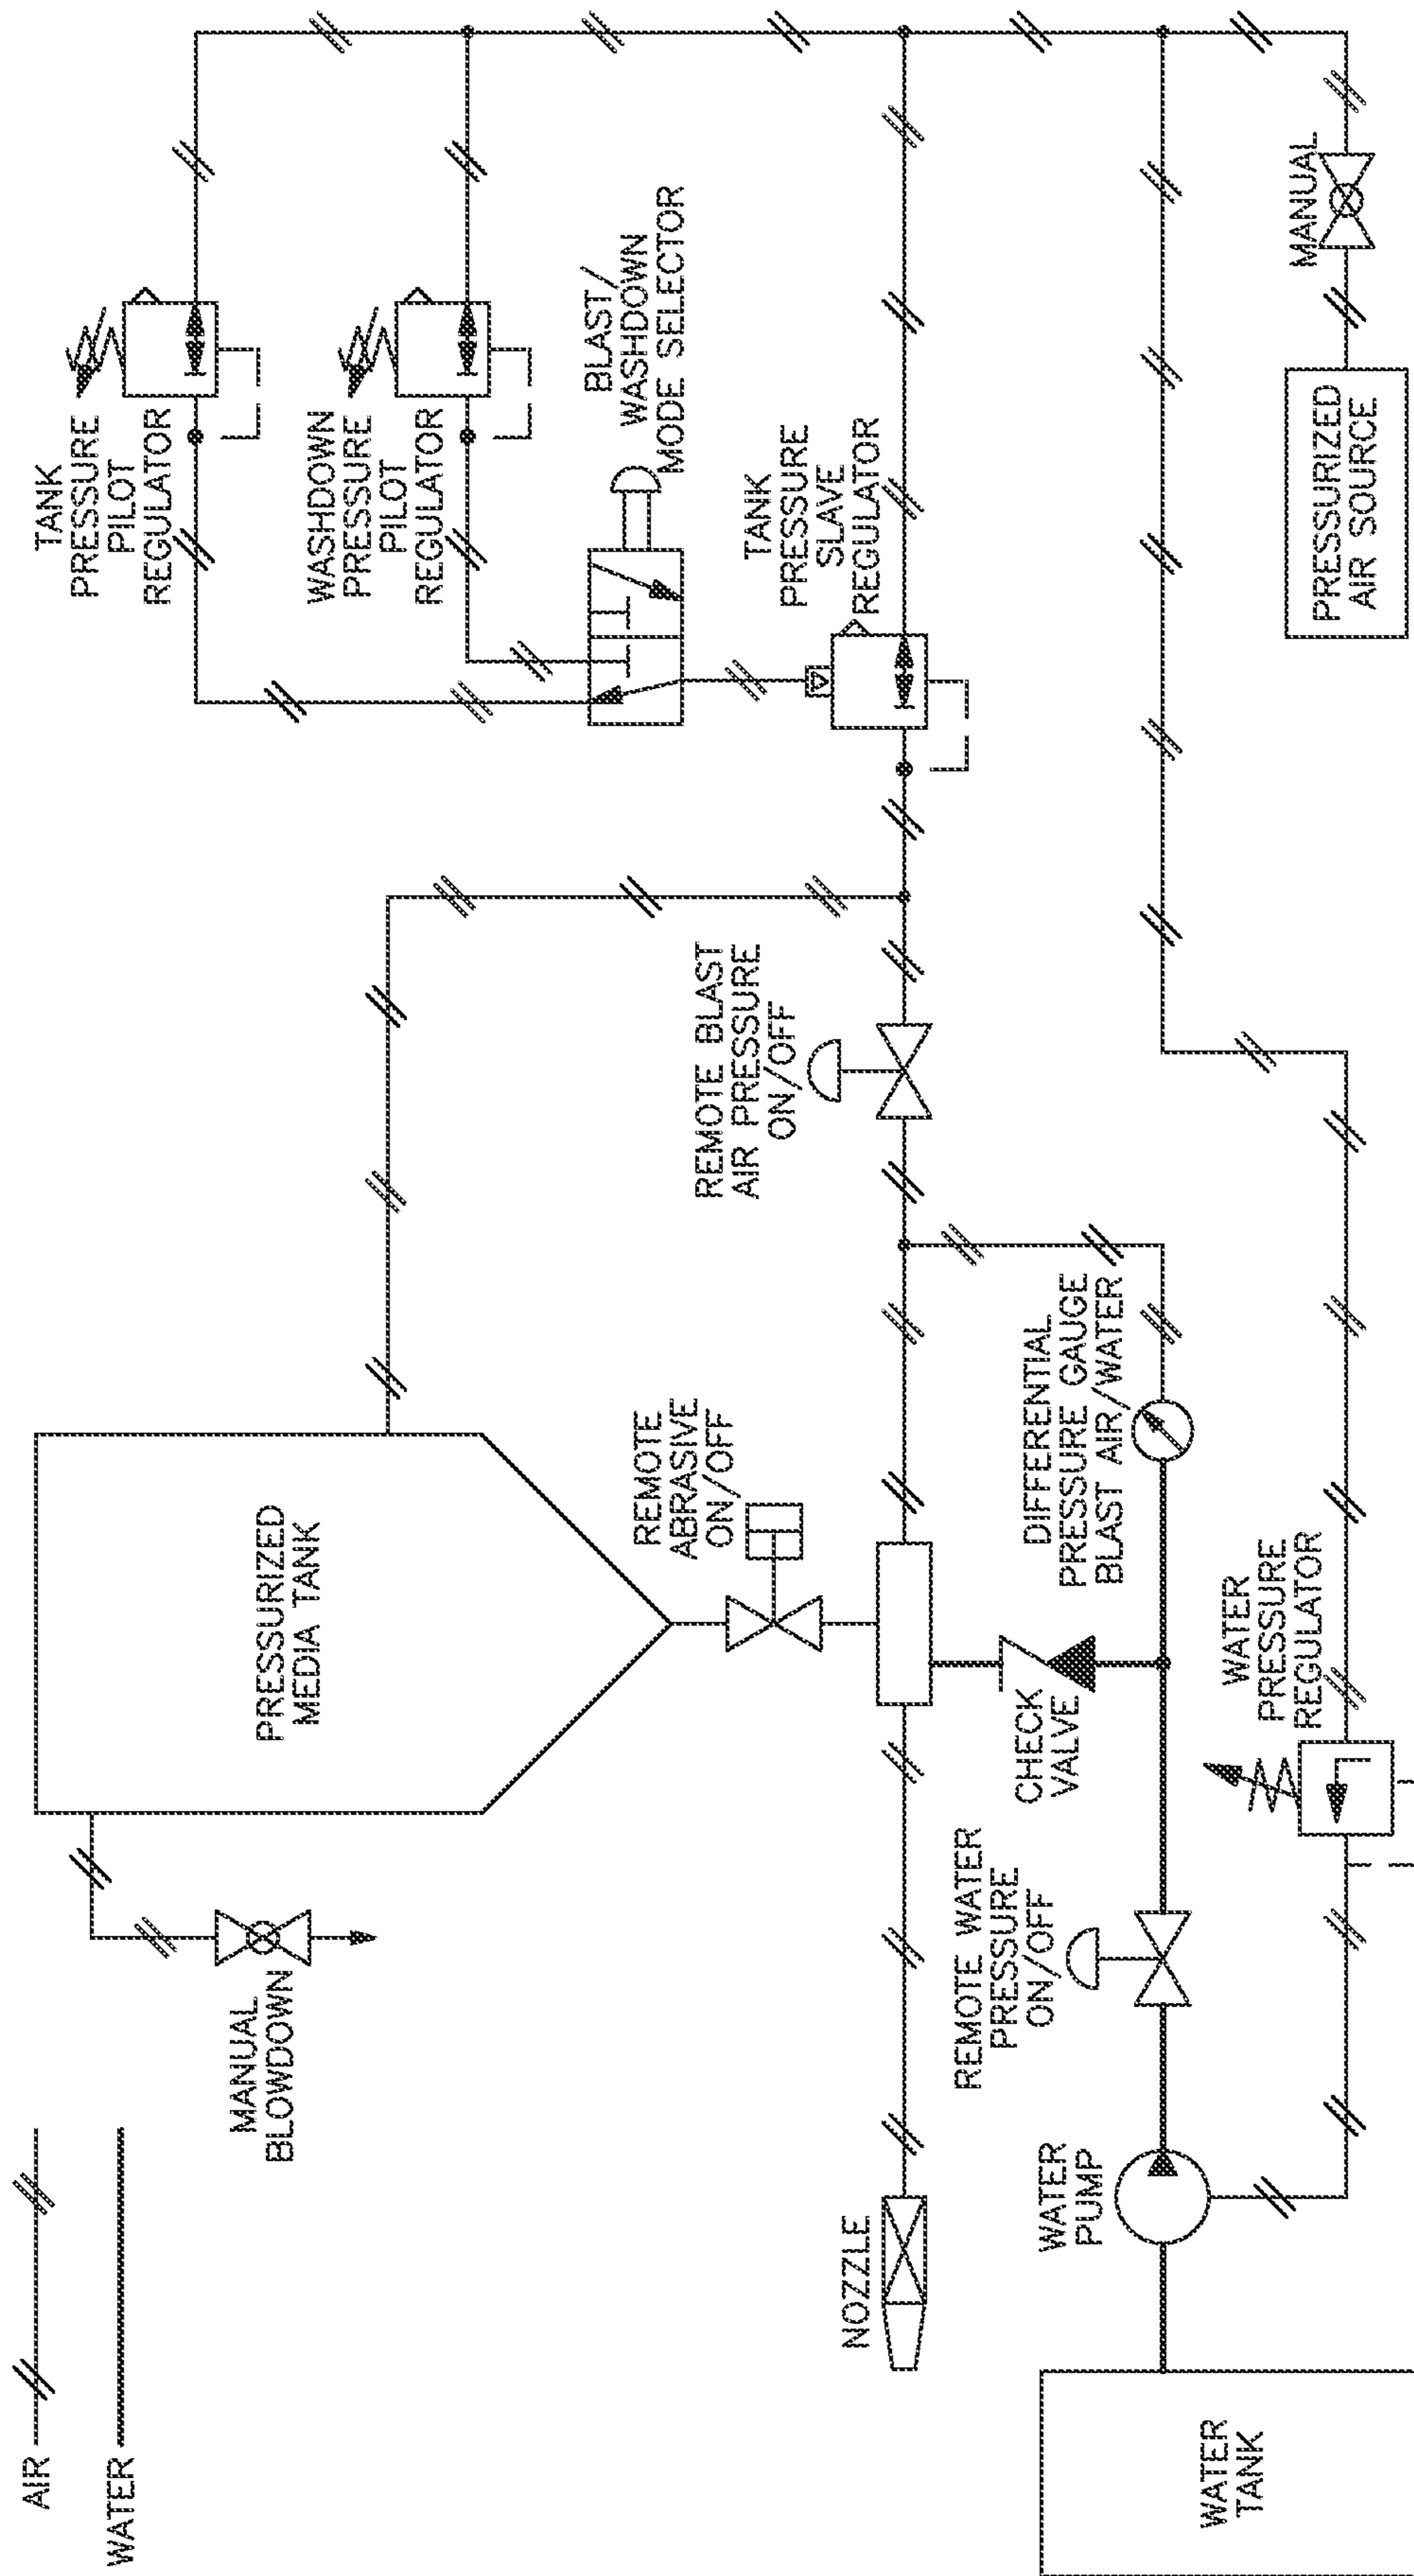 AIR
WATER
MANUAL
BLOWDOWN
PRESSURIZED
MEDIA TANK
TANK
PRESSURE
PILOT
REGULATOR
WASHDOWN
PRESSURE
PILOT
REGULATOR
BLAST/
WASHDOWN
MODE SELECTOR
REMOTE
ABRASIVE
ON/OFF
REMOTE BLAST
AIR PRESSURE
ON/OFF
TANK
PRESSURE
SLAVE
REGULATOR
NOZZLE
REMOTE WATER
PRESSURE
ON/OFF
CHECK
VALVE
DIFFERENTIAL
PRESSURE GAUGE
BLAST AIR/WATER
WATER
PUMP
WATER
TANK
WATER
PRESSURE
REGULATOR
PRESSURIZED
AIR SOURCE
MANUAL